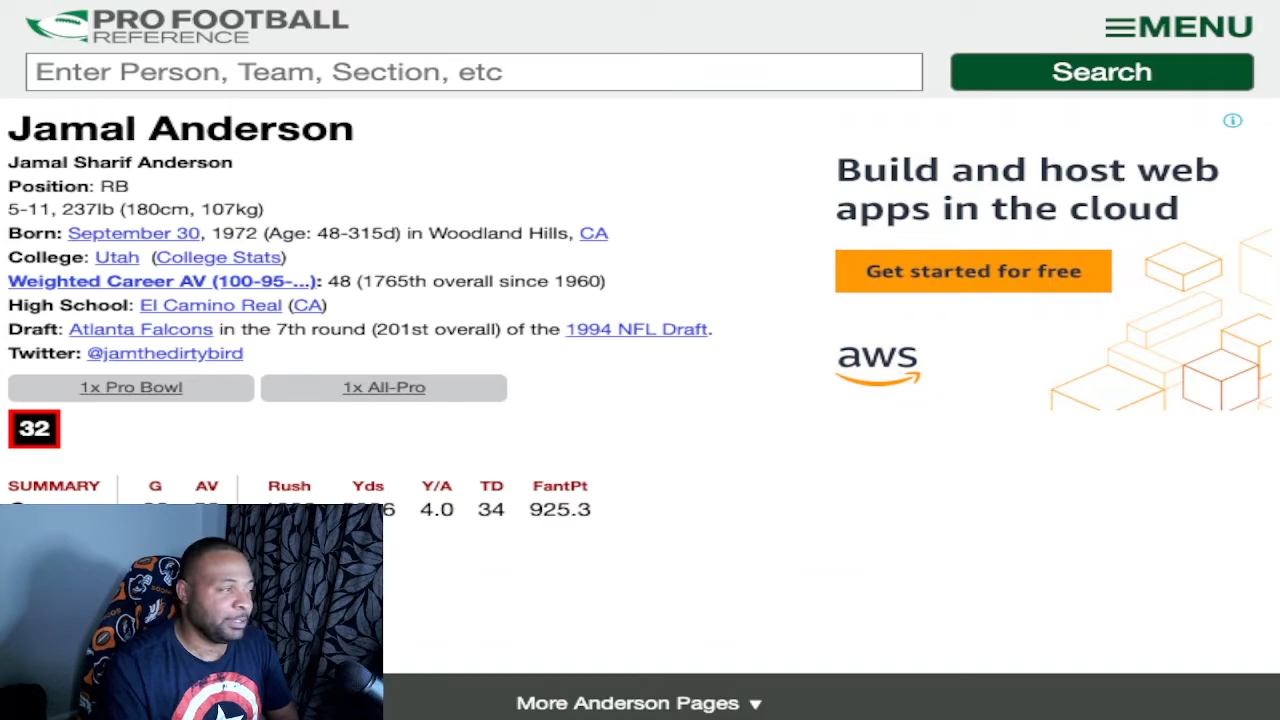 PRO FOOTBALL
REFERENCE
MENU
Enter Person, Team, Section, etc
Search
Jamal Anderson
Jamal Sharif Anderson
Position: RB
5-11, 237lb (180cm, 107kg)
Born: September 30, 1972 (Age: 48-315d) in Woodland Hills, CA
College: Utah (College Stats)
Weighted Career AV (100-95-...): 48 (1765th overall since 1960)
High School: El Camino Real (CA)
Draft: Atlanta Falcons in the 7th round (201st overall) of the 1994 NFL Draft.
Twitter: @jamthedirtybird
1x Pro Bowl 1x All-Pro
32
Build and host web
apps in the cloud
Get started for free
aws
SUMMARY G AV Rush Yds Y/A TD FantPt
4.0 34 925.3
More Anderson Pages ▼